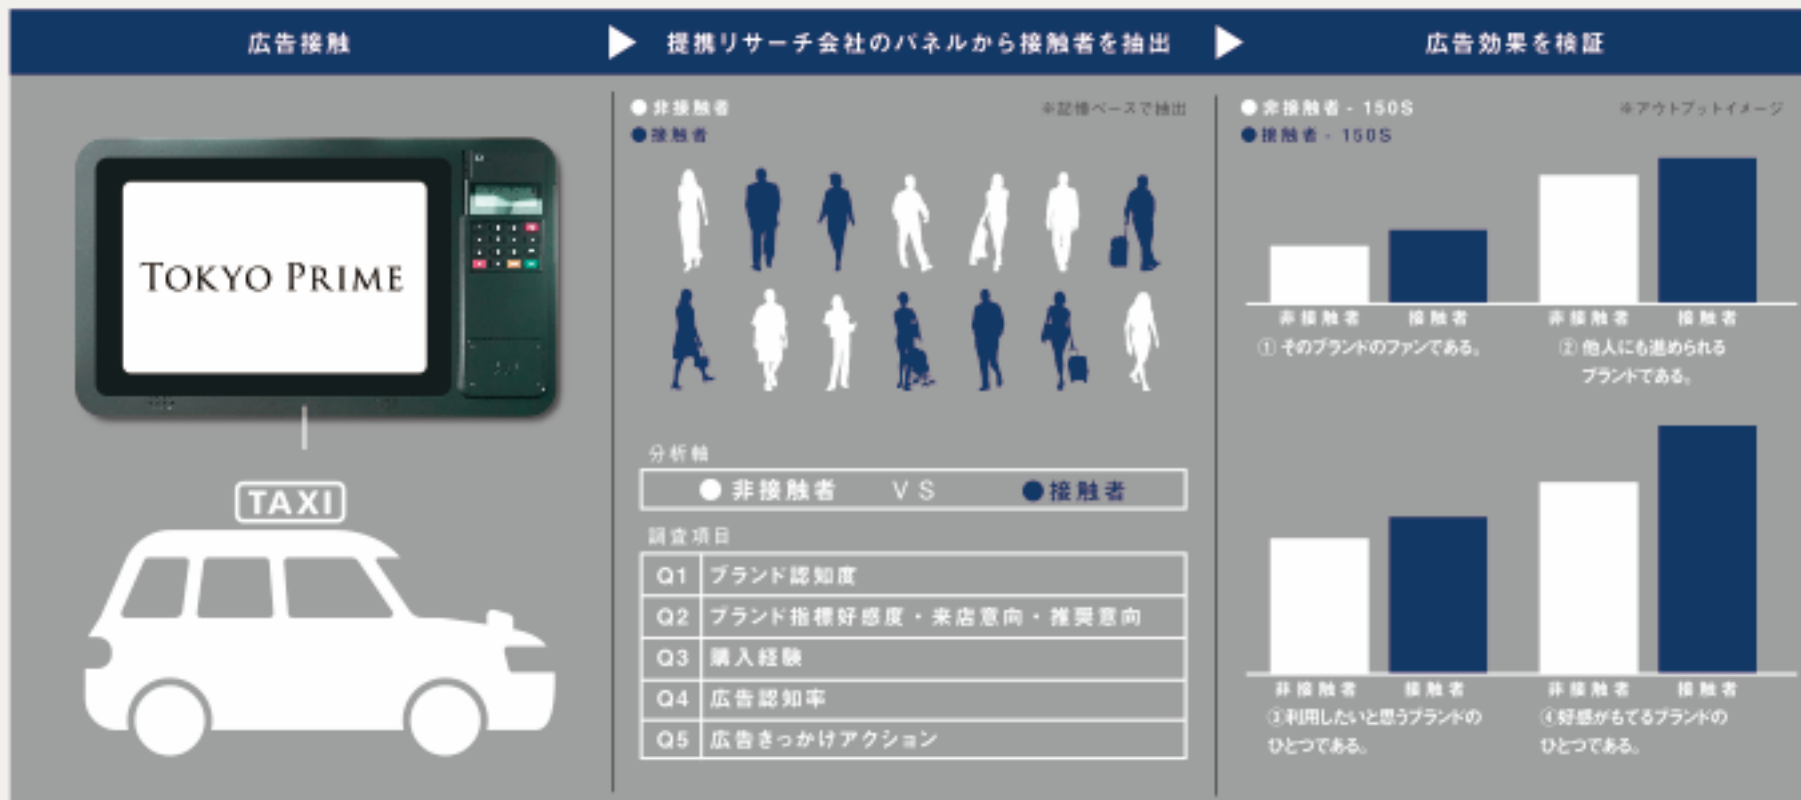 広告接触
提携リサーチ会社のパネルから接触者を抽出
広告効果を検証
TOKYO PRIME
TAXI
●非接触者
※記憶ベースで抽出
●接触者
分析軸
●非接触者 VS ●接触者
調査項目
Q1 ブランド認知度
Q2 ブランド指標好感度・来店意向・推奨意向
Q3 購入経験
Q4 広告認知率
Q5 広告きっかけアクション
●非接触者 - 150S
※アウトプットイメージ
●接触者 - 150S
非接触者 接触者
① そのブランドのファンである。
非接触者 接触者
② 他人にも進められる
ブランドである。
非接触者 接触者
③利用したいと思うブランドの
ひとつである。
非接触者 接触者
④好感がもてるブランドの
ひとつである。